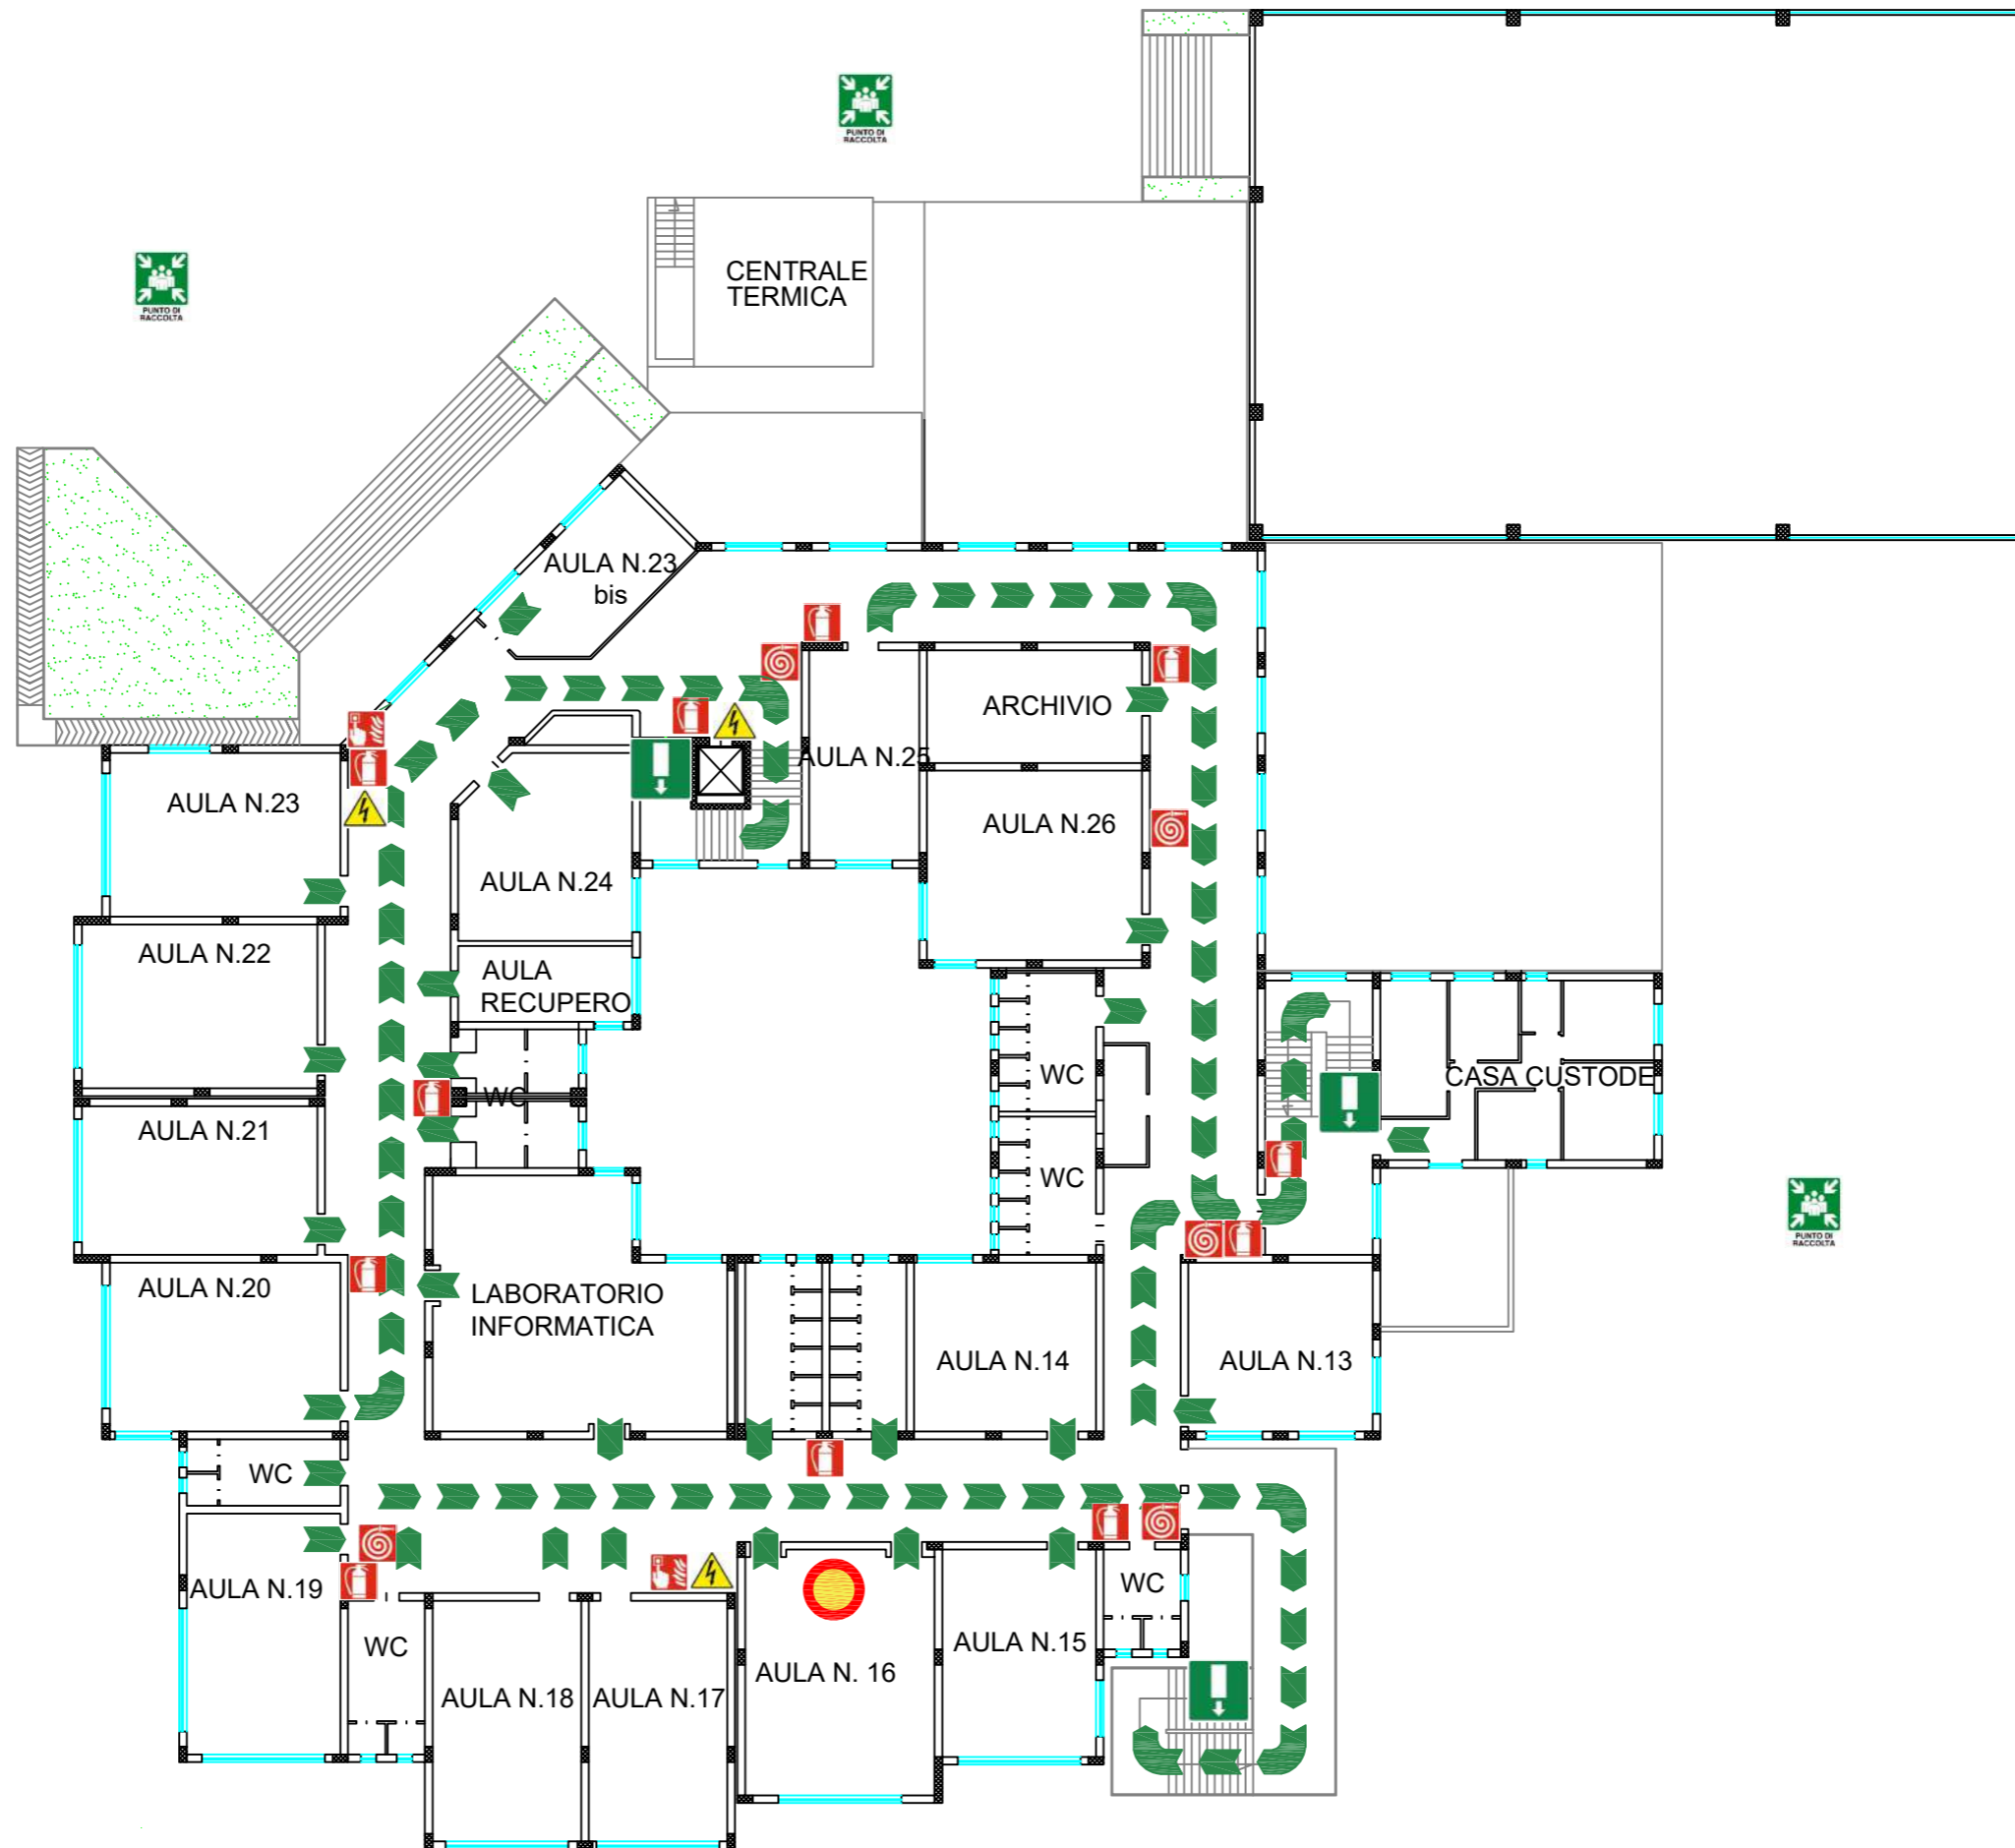 PUNTO DI
RACCOLTA
PUNTO DI
RACCOLTA
CENTRALE
TERMICA
AULA N.23
bis
ARCHIVIO
AULA N.25
AULA N.23
AULA N.26
AULA N.24
AULA N.22
AULA
RECUPERO
WC
CASA CUSTODE
WC
AULA N.21
WC
PUNTO DI
RACCOLTA
AULA N.20
LABORATORIO
INFORMATICA
AULA N.14
AULA N.13
WC
AULA N.19
WC
WC
AULA N.15
AULA N. 16
AULA N.18
AULA N.17